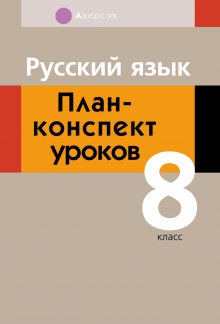 Аверсэв
Русский язык
План-
конспект
уроков
8
класс